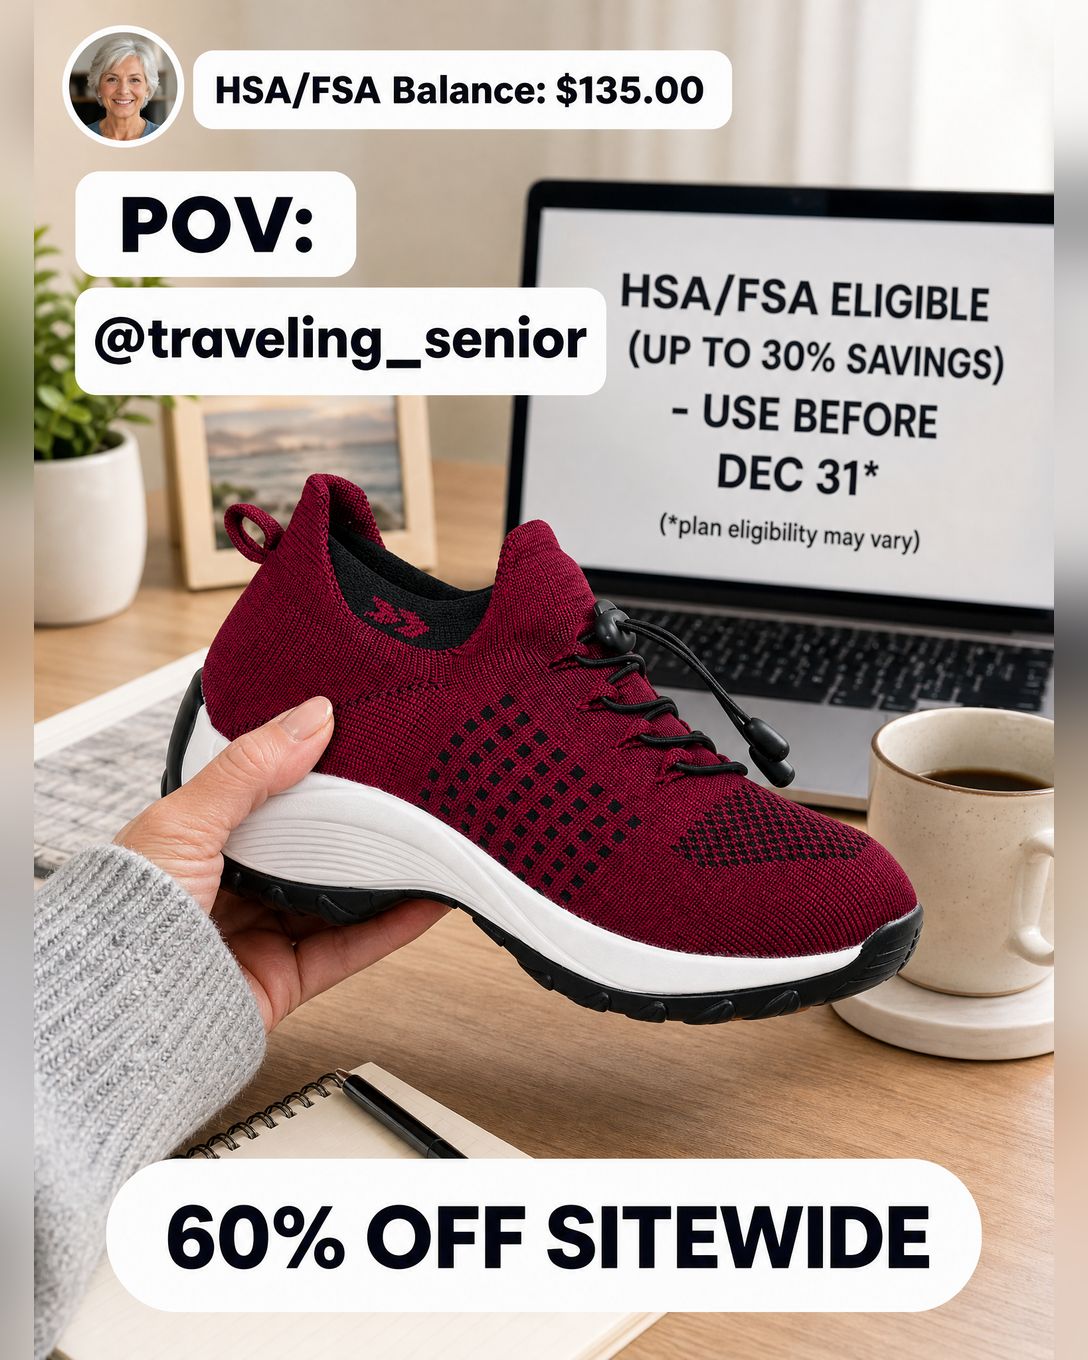 HSA/FSA Balance: $135.00
POV:
@traveling_senior
HSA/FSA ELIGIBLE
(UP TO 30% SAVINGS)
- USE BEFORE
DEC 31*
(*plan eligibility may vary)
60% OFF SITEWIDE